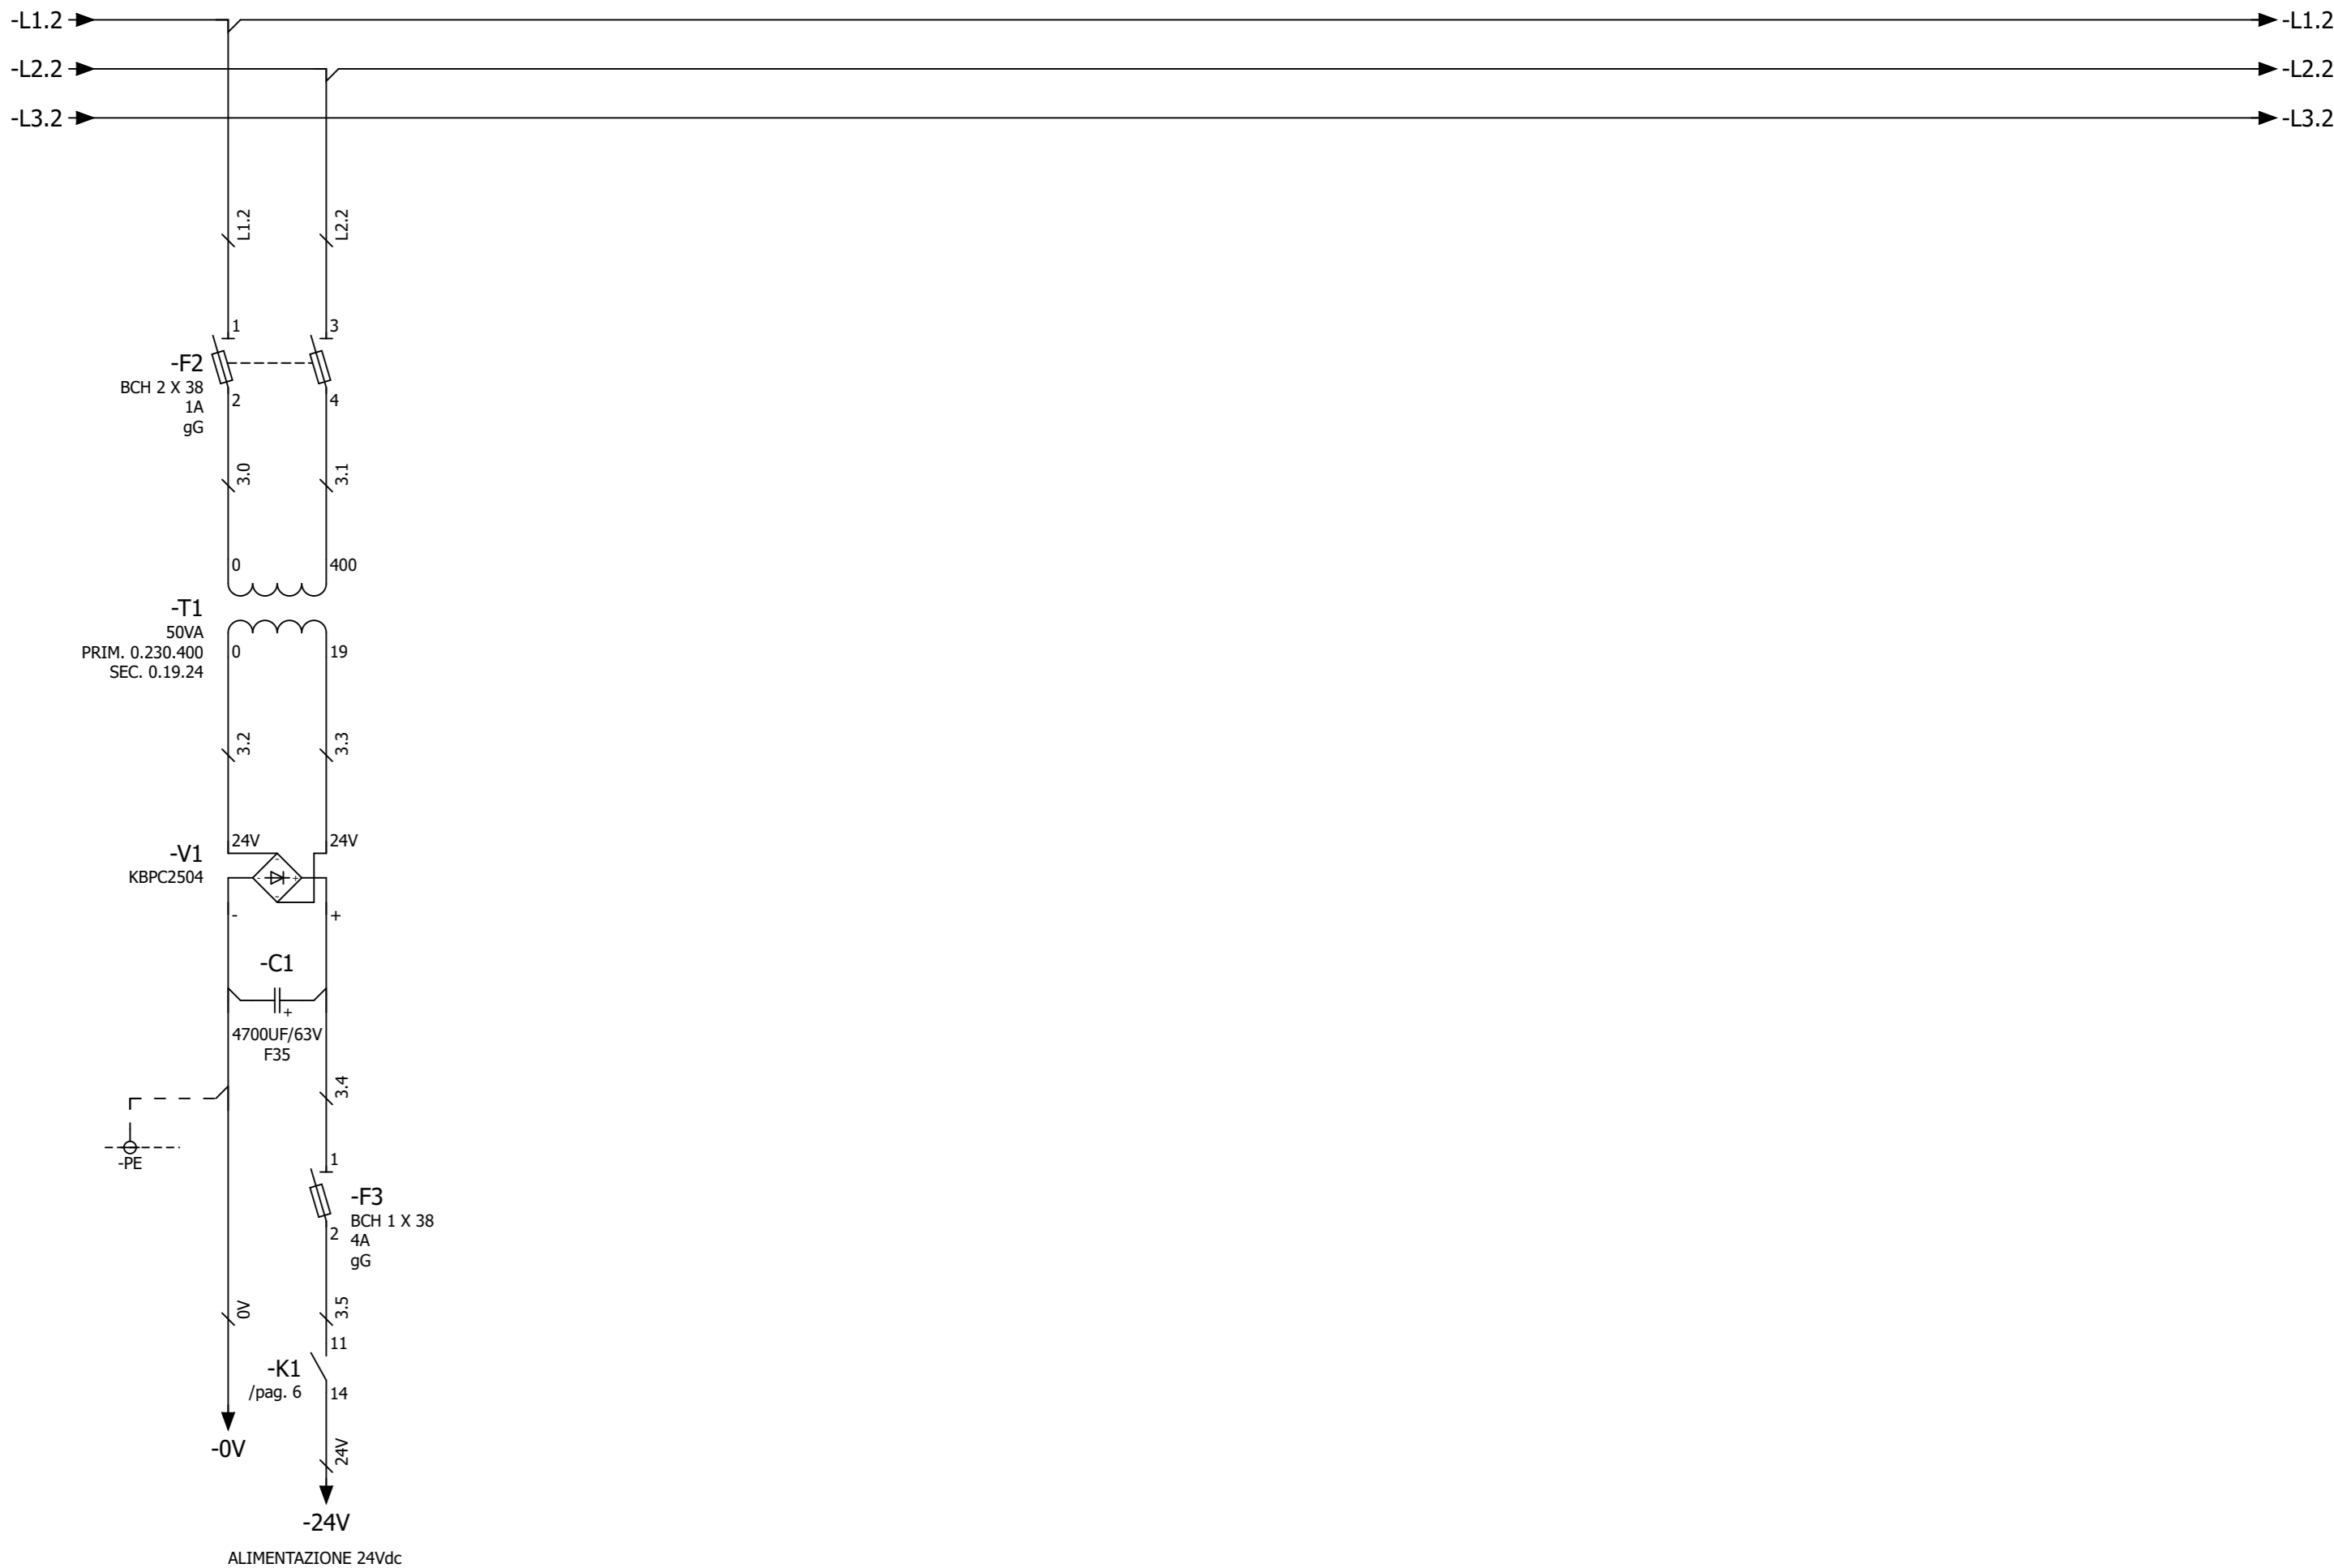 -L1.2
-L1.2
-L2.2
-L2.2
-L3.2
-L3.2
L1.2
L2.2
1
3
-F2
BCH 2 X 38
1A
gG
2
4
3.0
3.1
0
400
-T1
50VA
PRIM. 0.230.400
SEC. 0.19.24
0
19
3.2
3.3
24V
24V
-V1
KBPC2504
-
+
-
+
-C1
+
4700UF/63V
F35
3.4
-PE
1
-F3
BCH 1 X 38
4A
gG
2
0V
3.5
11
-K1
/pag. 6
14
-0V
24V
-24V
ALIMENTAZIONE 24Vdc